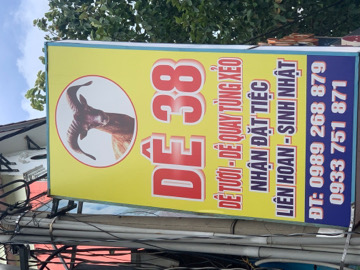 DÊ 38
DÊ TƯƠI - DÊ QUAY TÙNG XẺO
NHẬN ĐẶT TIỆC
LIÊN HOAN - SINH NHẬT
ĐT: 0989 268 879
0933 751 871